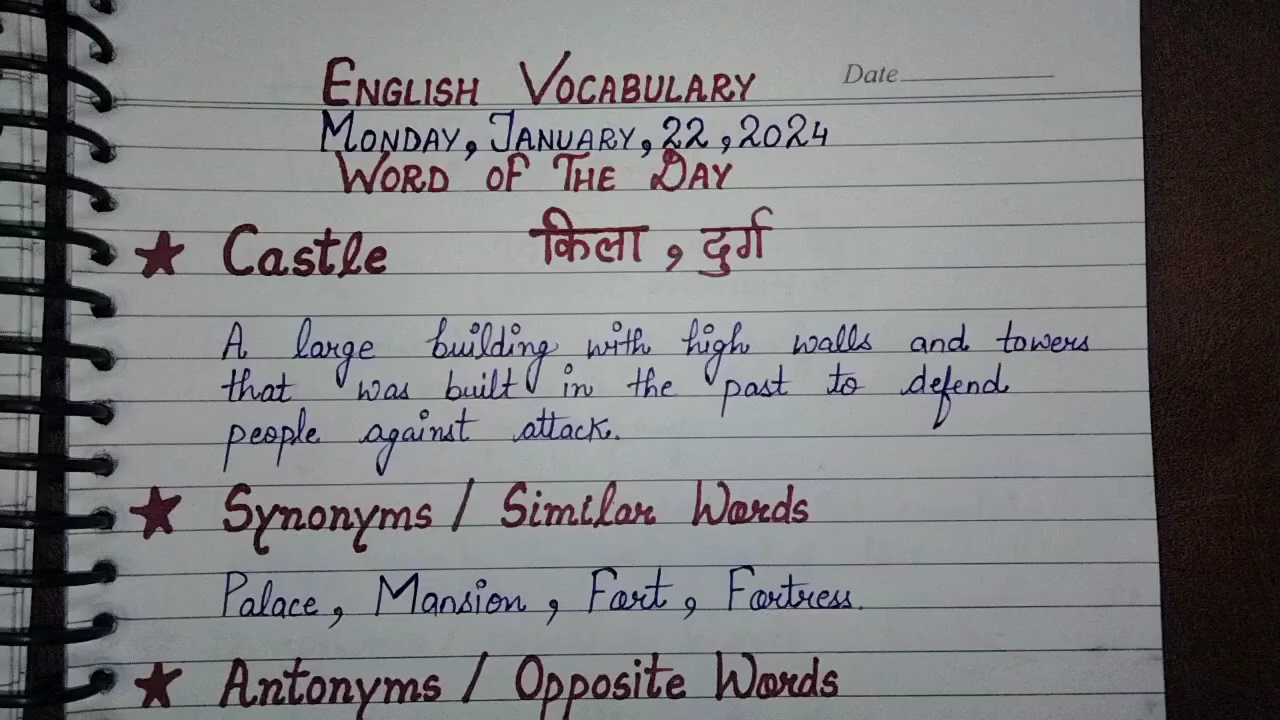 ENGLISH VOCABULARY Date
MONDAY, JANUARY, 22, 2024
WORD OF THE DAY
★ Castle किला, दुर्ग
A large building with high walls and towers
that was built in the past to defend
people against attack.
★ Synonyms / Similar Words
Palace, Mansion, Fort, Fortress.
★ Antonyms / Opposite Words